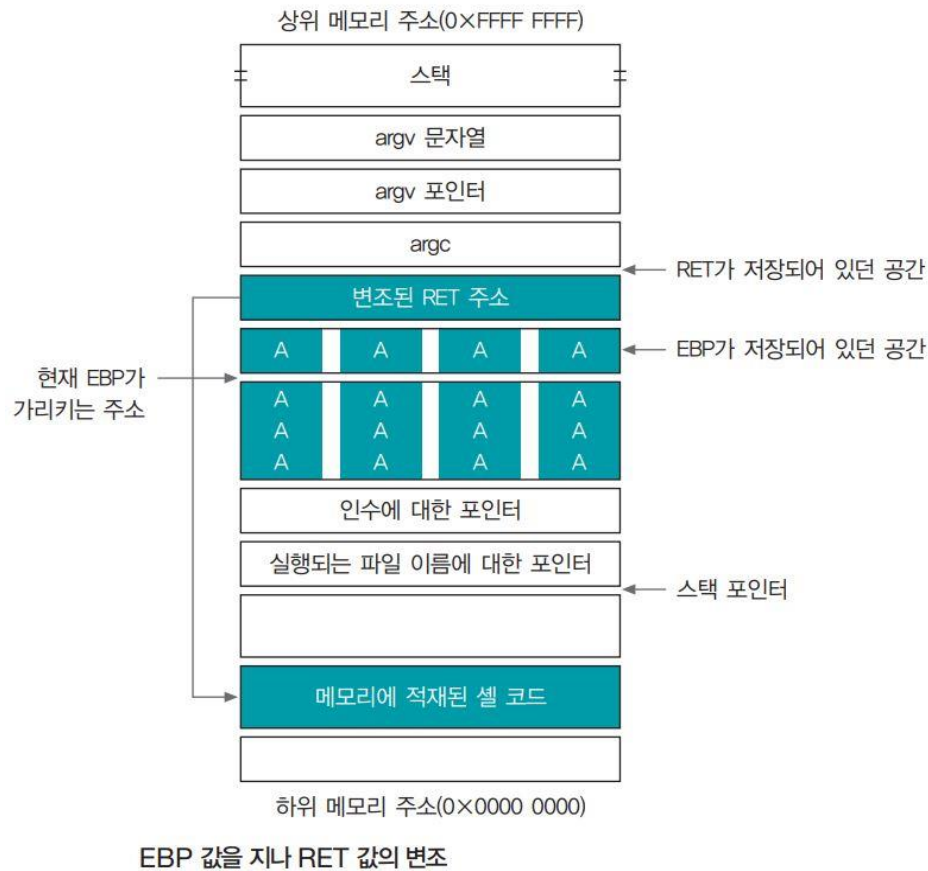 상위 메모리 주소(0×FFFF FFFF)
스택
argv 문자열
argv 포인터
argc
RET가 저장되어 있던 공간
변조된 RET 주소
A A A A
EBP가 저장되어 있던 공간
현재 EBP가
가리키는 주소
A A A A
A A A A
A A A A
인수에 대한 포인터
실행되는 파일 이름에 대한 포인터
스택 포인터
메모리에 적재된 셸 코드
하위 메모리 주소(0×0000 0000)
EBP 값을 지나 RET 값의 변조